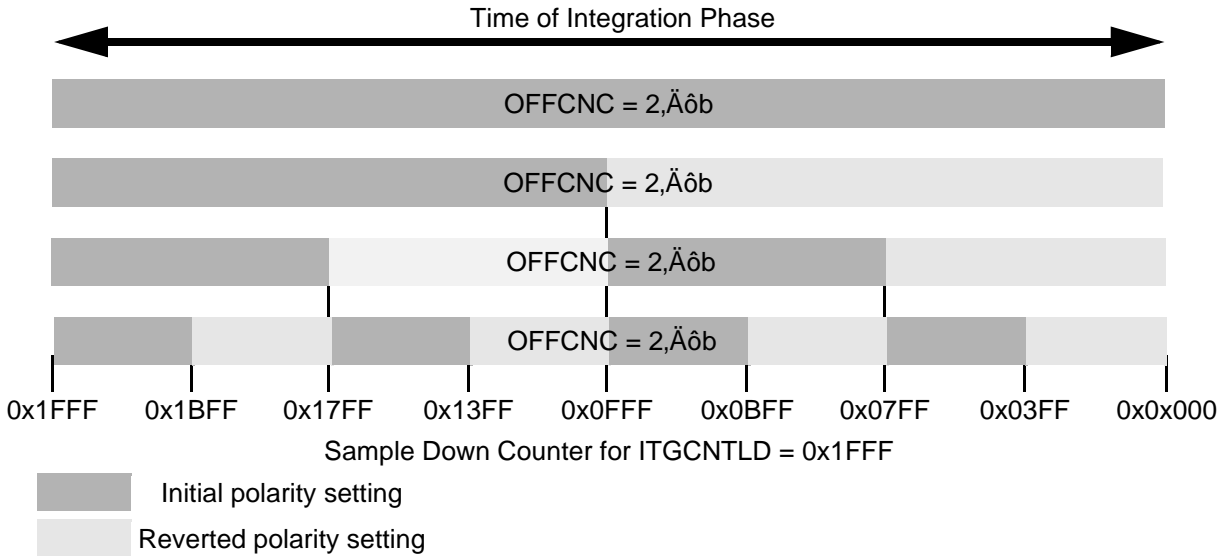 Time of Integration Phase
OFFCNC = 2‚Äôb
OFFCNC = 2‚Äôb
OFFCNC = 2‚Äôb
OFFCNC = 2‚Äôb
0x1FFF 0x1BFF 0x17FF 0x13FF 0x0FFF 0x0BFF 0x07FF 0x03FF 0x0x000
Sample Down Counter for ITGCNTLD = 0x1FFF
Initial polarity setting
Reverted polarity setting